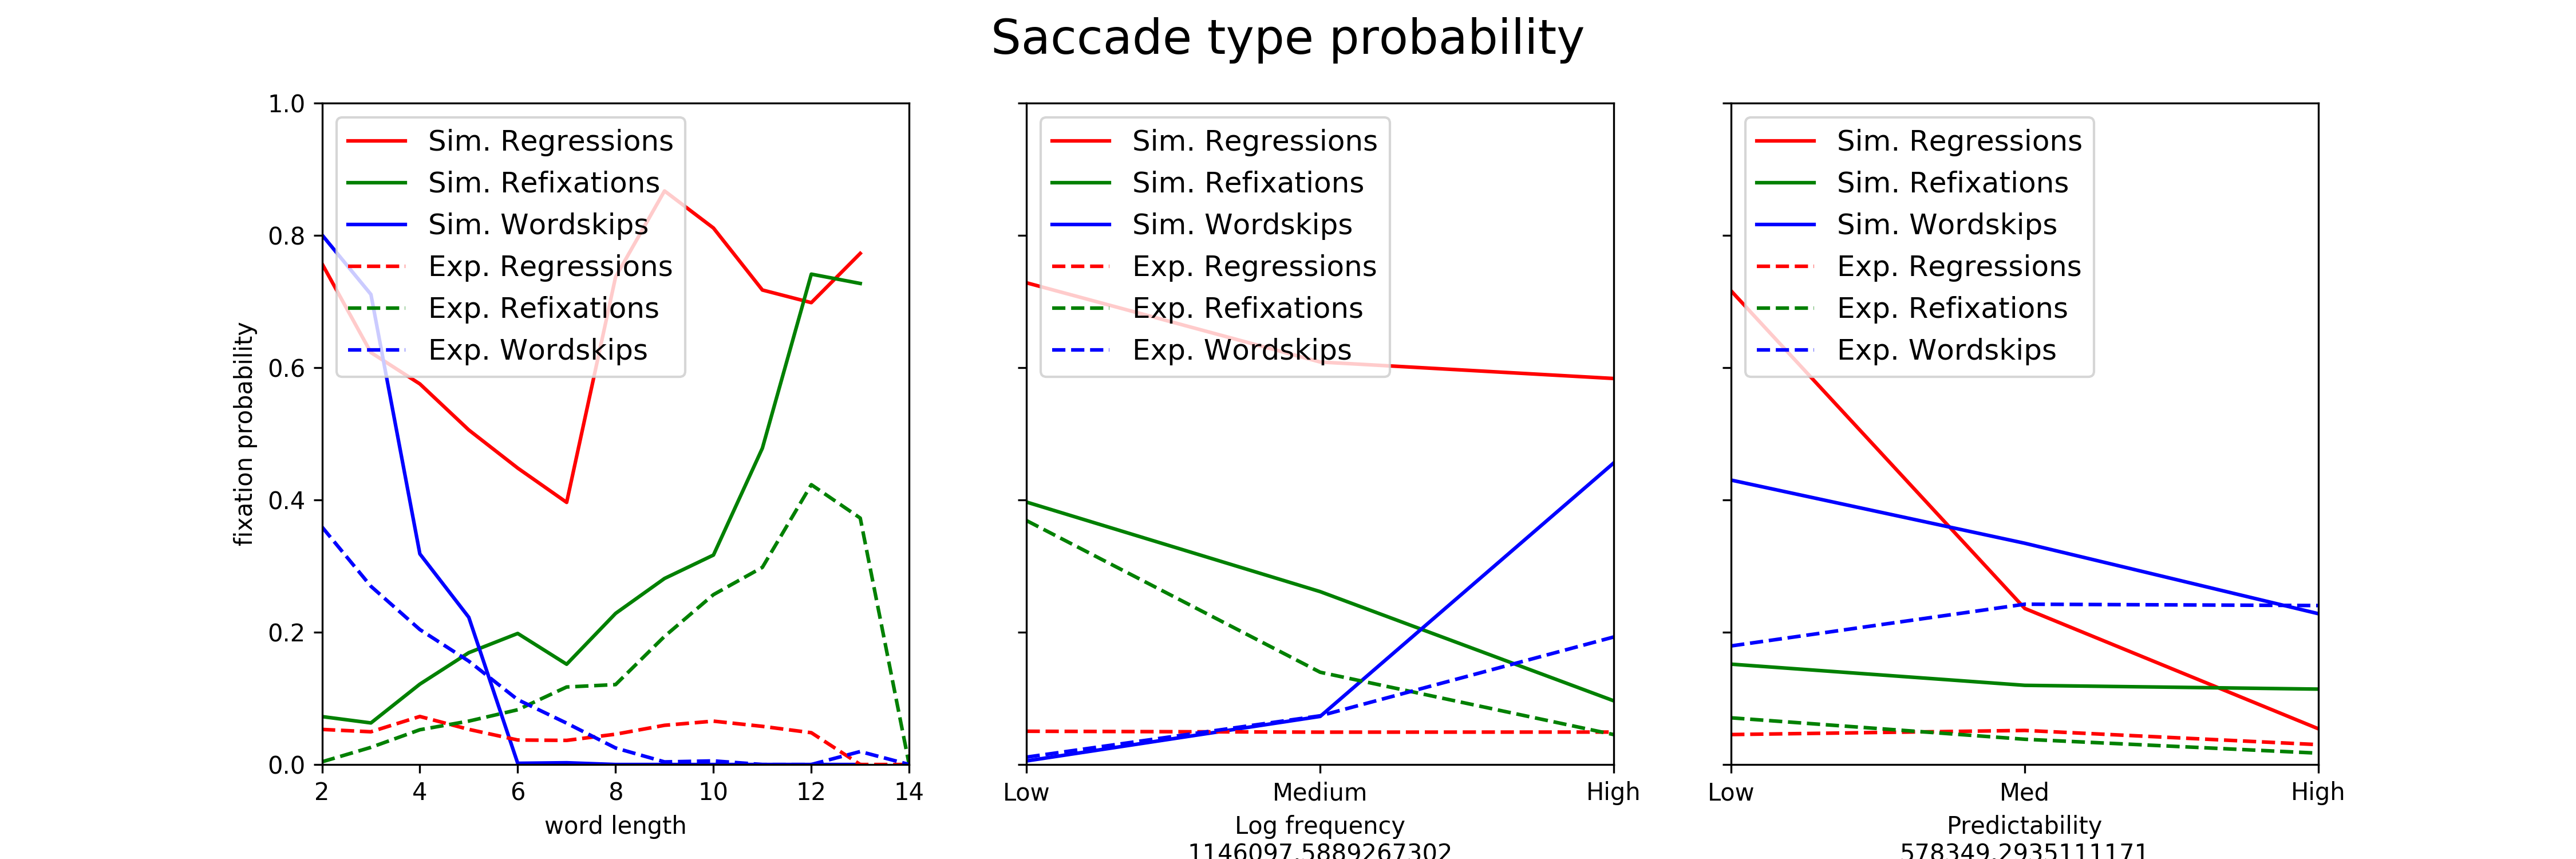 Saccade type probability
fixation probability
1.0
0.8
0.6
0.4
0.2
0.0
Sim. Regressions
Sim. Refixations
Sim. Wordskips
Exp. Regressions
Exp. Refixations
Exp. Wordskips
2 4 6 8 10 12 14
word length
Sim. Regressions
Sim. Refixations
Sim. Wordskips
Exp. Regressions
Exp. Refixations
Exp. Wordskips
Low Medium High
Log frequency
1146097.5889267302
Sim. Regressions
Sim. Refixations
Sim. Wordskips
Exp. Regressions
Exp. Refixations
Exp. Wordskips
Low Med High
Predictability
578349.2935111171